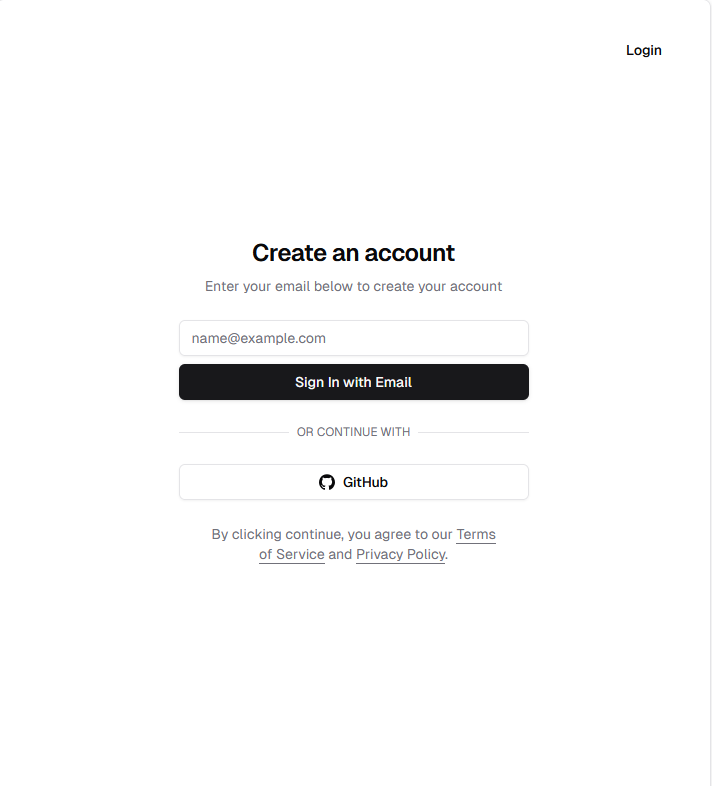 Login
Create an account
Enter your email below to create your account
name@example.com
Sign In with Email
OR CONTINUE WITH
GitHub
By clicking continue, you agree to our Terms
of Service and Privacy Policy.